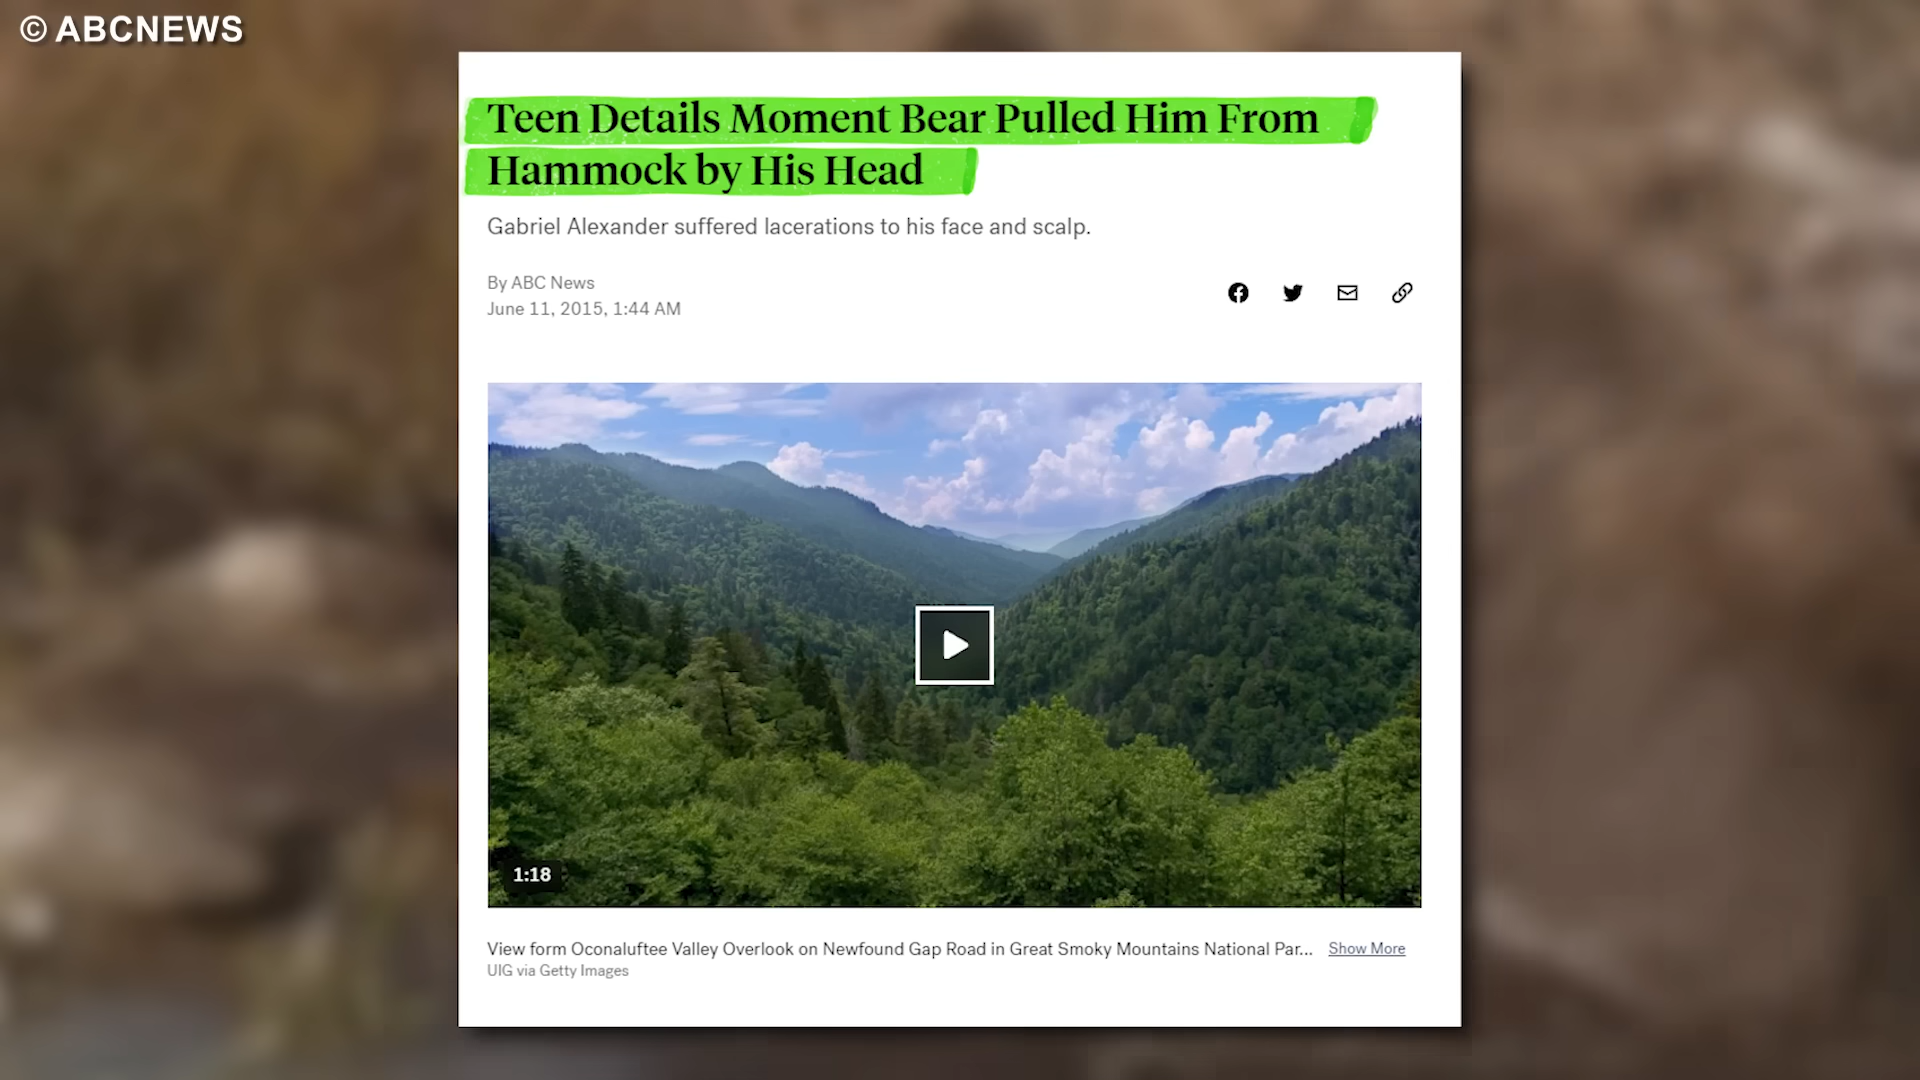 © ABCNEWS
Teen Details Moment Bear Pulled Him From
Hammock by His Head
Gabriel Alexander suffered lacerations to his face and scalp.
By ABC News
June 11, 2015, 1:44 AM
1:18
View form Oconaluftee Valley Overlook on Newfound Gap Road in Great Smoky Mountains National Par... Show More
UIG via Getty Images